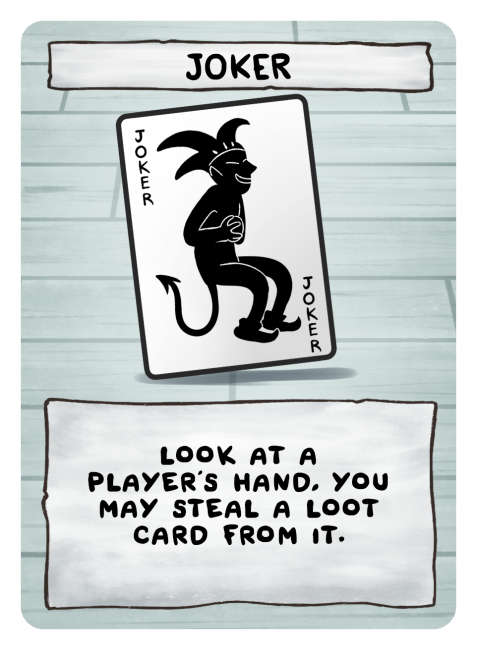 JOKER
JOKER
JOKER
LOOK AT A
PLAYER'S HAND. YOU
MAY STEAL A LOOT
CARD FROM IT.